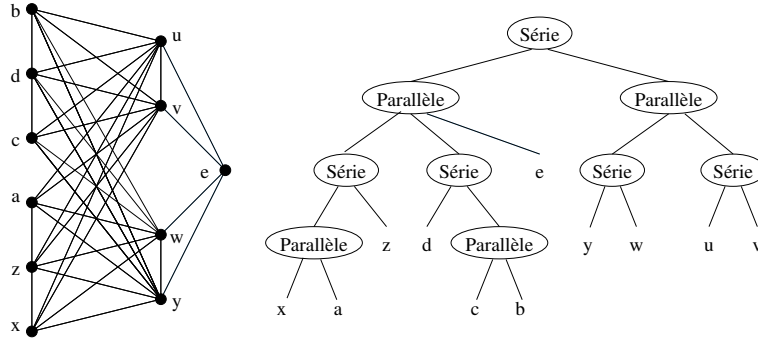 b
u
d
v
c
e
a
w
z
y
x
Série
Parallèle Parallèle
Série Série e Série Série
Parallèle z d Parallèle y w u v
x a c b